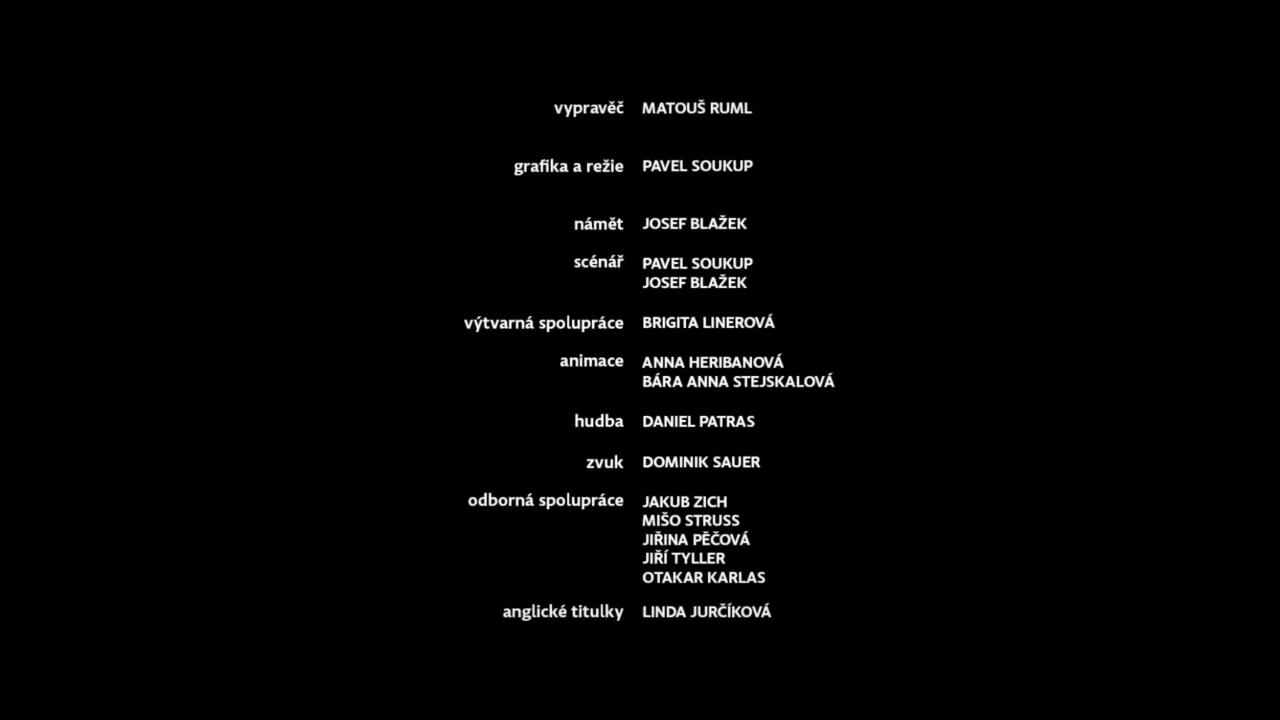 vypravěč MATOUŠ RUML
grafika a režie PAVEL SOUKUP
námět JOSEF BLAŽEK
scénář PAVEL SOUKUP
JOSEF BLAŽEK
výtvarná spolupráce BRIGITA LINEROVÁ
animace ANNA HERIBANOVÁ
BÁRA ANNA STEJSKALOVÁ
hudba DANIEL PATRAS
zvuk DOMINIK SAUER
odborná spolupráce JAKUB ZICH
MIŠO STRUSS
JIŘINA PĚČOVÁ
JIŘÍ TYLLER
OTAKAR KARLAS
anglické titulky LINDA JURČÍKOVÁ